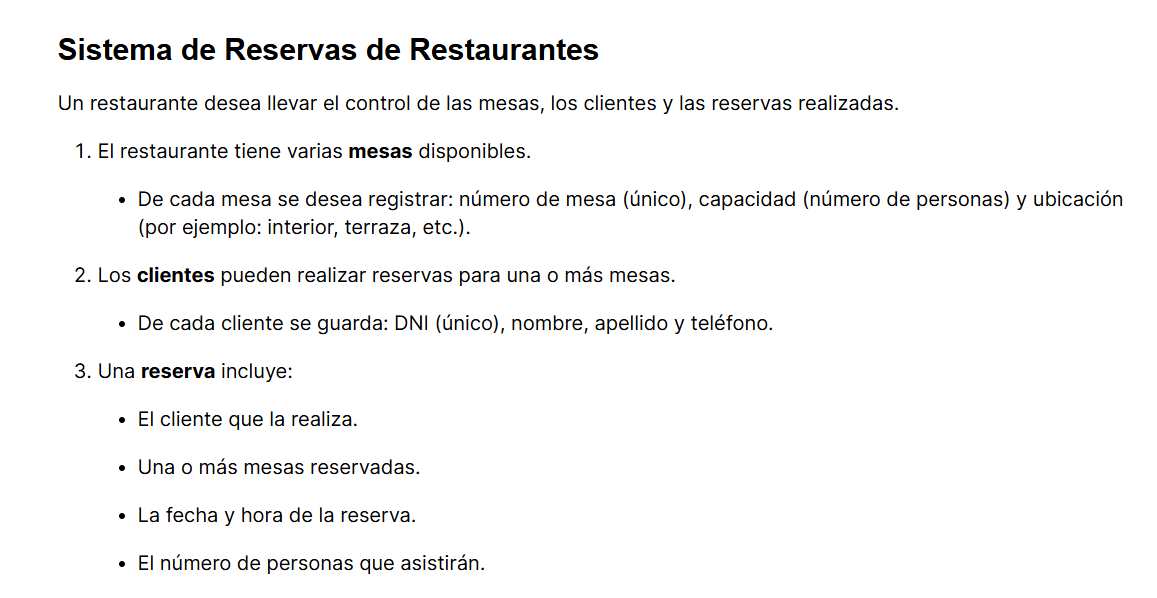 Sistema de Reservas de Restaurantes
Un restaurante desea llevar el control de las mesas, los clientes y las reservas realizadas.
1. El restaurante tiene varias mesas disponibles.
• De cada mesa se desea registrar: número de mesa (único), capacidad (número de personas) y ubicación
(por ejemplo: interior, terraza, etc.).
2. Los clientes pueden realizar reservas para una o más mesas.
• De cada cliente se guarda: DNI (único), nombre, apellido y teléfono.
3. Una reserva incluye:
• El cliente que la realiza.
• Una o más mesas reservadas.
• La fecha y hora de la reserva.
• El número de personas que asistirán.